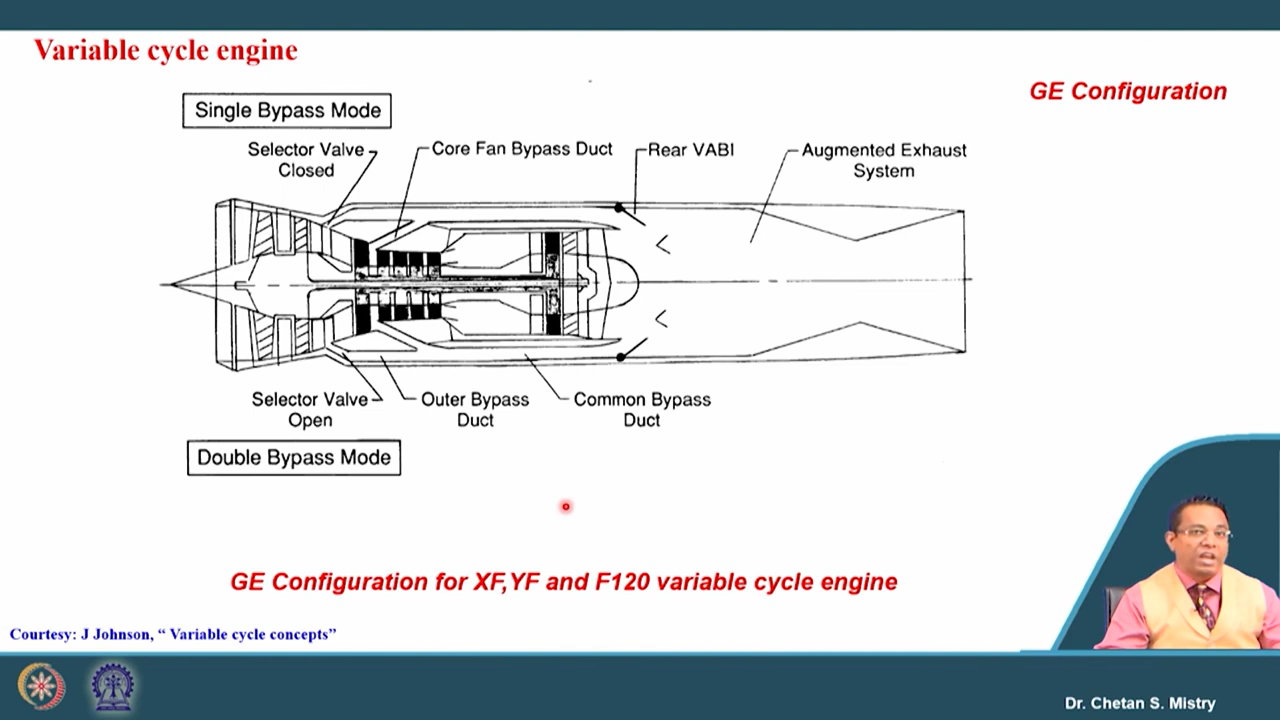 Variable cycle engine
GE Configuration
Single Bypass Mode
Selector Valve
Closed
Core Fan Bypass Duct
Rear VABI
Augmented Exhaust
System
Selector Valve
Open
Outer Bypass
Duct
Common Bypass
Duct
Double Bypass Mode
GE Configuration for XF,YF and F120 variable cycle engine
Courtesy: J Johnson, “ Variable cycle concepts”
Dr. Chetan S. Mistry